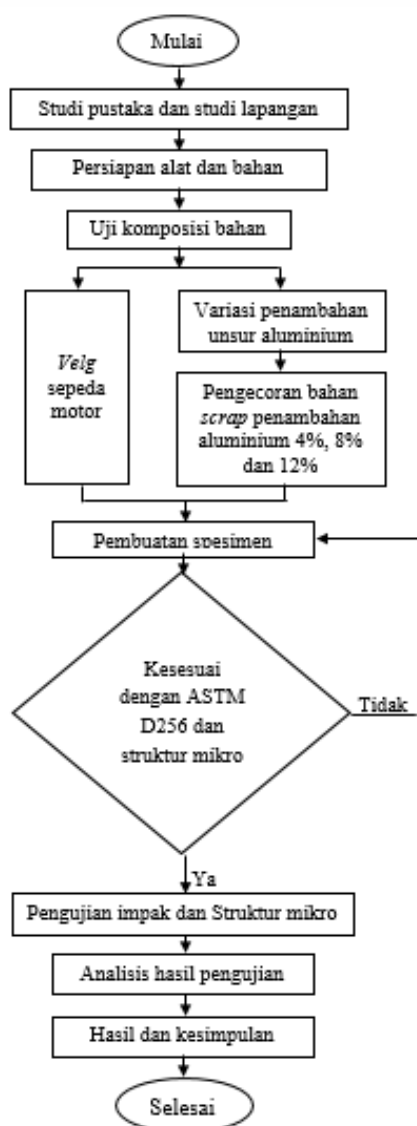 Mulai
Studi pustaka dan studi lapangan
Persiapan alat dan bahan
Uji komposisi bahan
Velg
sepeda
motor
Variasi penambahan
unsur aluminium
Pengecoran bahan
scrap penambahan
aluminium 4%, 8%
dan 12%
Pembuatan spesimen
Kesesuai
dengan ASTM
D256 dan
struktur mikro
Tidak
Ya
Pengujian impak dan Struktur mikro
Analisis hasil pengujian
Hasil dan kesimpulan
Selesai